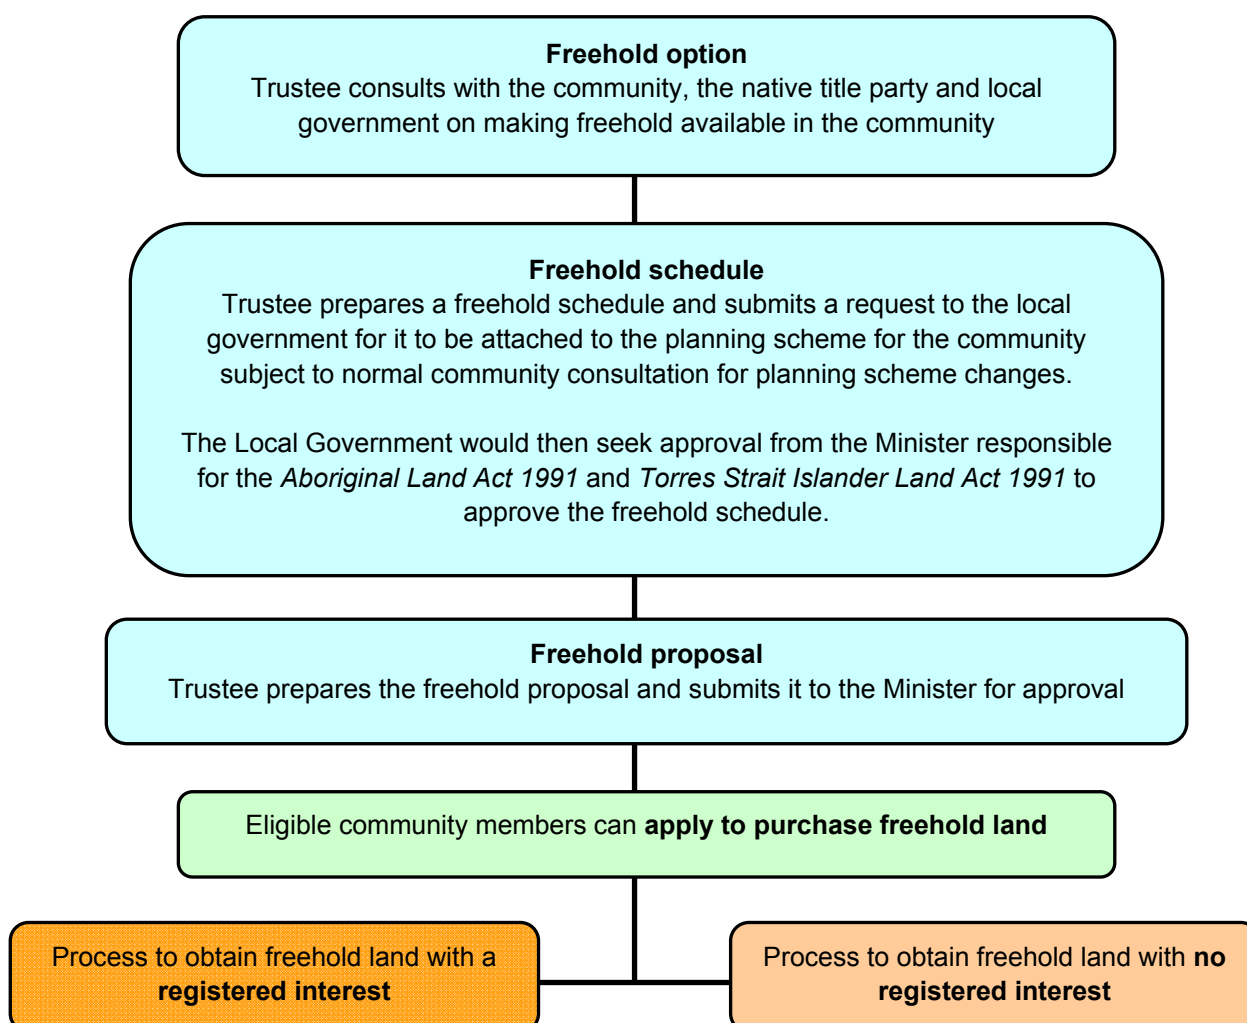 Freehold option
Trustee consults with the community, the native title party and local
government on making freehold available in the community
Freehold schedule
Trustee prepares a freehold schedule and submits a request to the local
government for it to be attached to the planning scheme for the community
subject to normal community consultation for planning scheme changes.
The Local Government would then seek approval from the Minister responsible
for the Aboriginal Land Act 1991 and Torres Strait Islander Land Act 1991 to
approve the freehold schedule.
Freehold proposal
Trustee prepares the freehold proposal and submits it to the Minister for approval
Eligible community members can apply to purchase freehold land
Process to obtain freehold land with a
registered interest
Process to obtain freehold land with no
registered interest